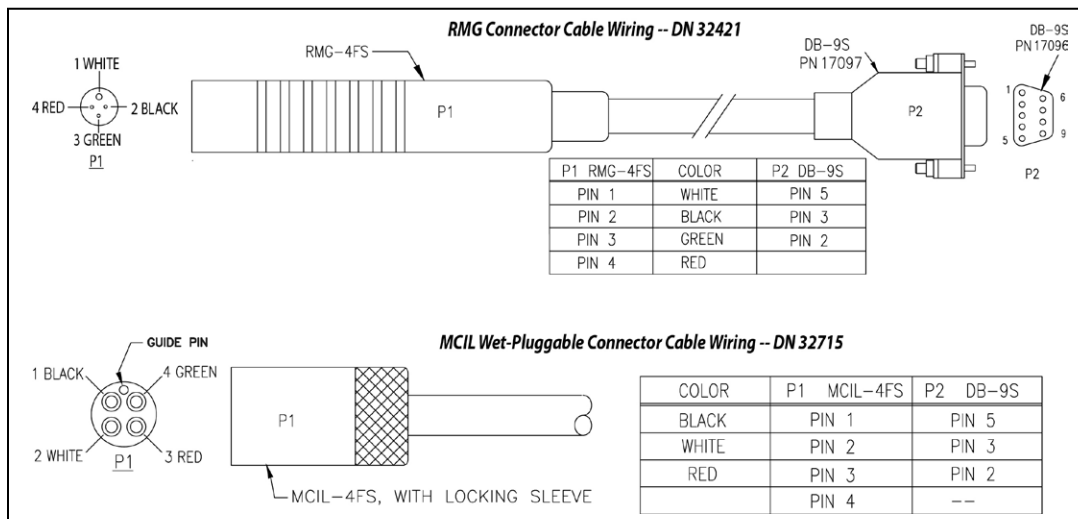 RMG Connector Cable Wiring -- DN 32421
RMG-4FS
DB-9S
PN 17097
DB-9S
PN 17096
1 WHITE
4 RED
2 BLACK
3 GREEN
P1
P1
P2
1
6
5
9
P2
P1 RMG-4FS COLOR P2 DB-9S
PIN 1 WHITE PIN 5
PIN 2 BLACK PIN 3
PIN 3 GREEN PIN 2
PIN 4 RED
MCIL Wet-Pluggable Connector Cable Wiring -- DN 32715
GUIDE PIN
1 BLACK
4 GREEN
2 WHITE
3 RED
P1
P1
MCIL-4FS, WITH LOCKING SLEEVE
COLOR P1 MCIL-4FS P2 DB-9S
BLACK PIN 1 PIN 5
WHITE PIN 2 PIN 3
RED PIN 3 PIN 2
PIN 4 --